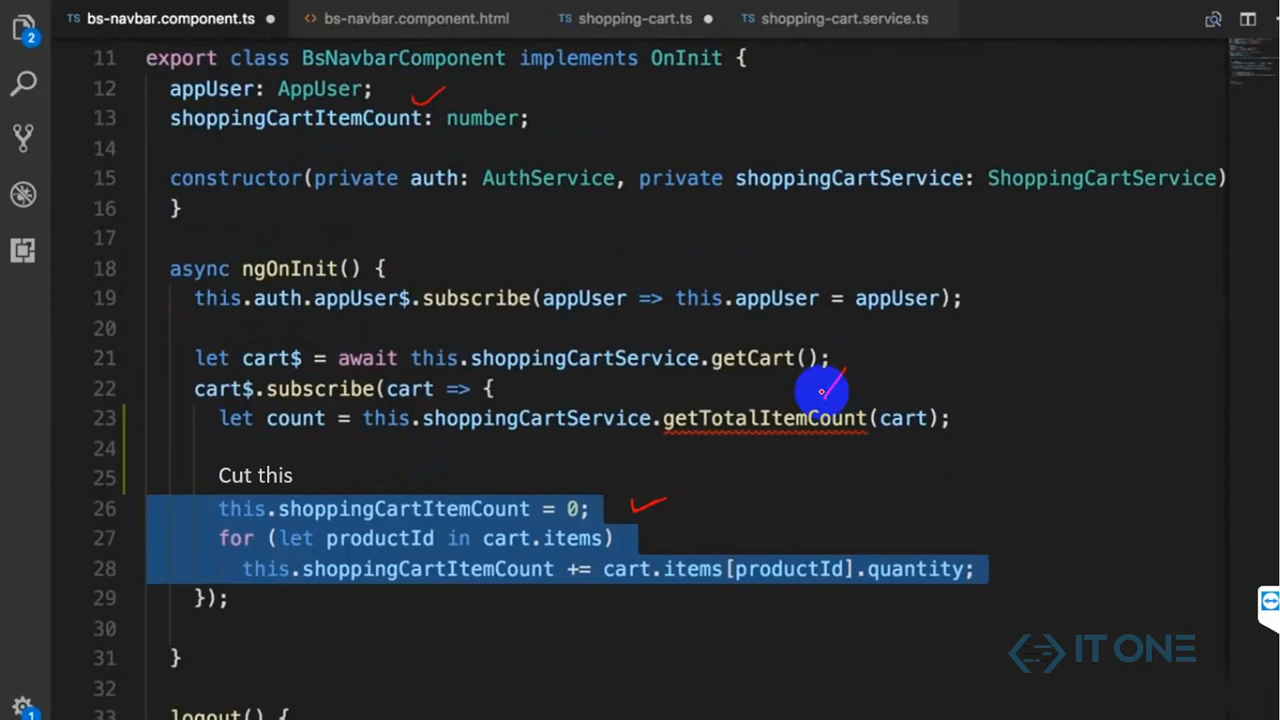 bs-navbar.component.ts bs-navbar.component.html shopping-cart.ts shopping-cart.service.ts
2
11 export class BsNavbarComponent implements OnInit {
12 appUser: AppUser;
13 shoppingCartItemCount: number;
14
15 constructor(private auth: AuthService, private shoppingCartService: ShoppingCartService)
16 }
17
18 async ngOnInit() {
19 this.auth.appUser$.subscribe(appUser => this.appUser = appUser);
20
21 let cart$ = await this.shoppingCartService.getCart();
22 cart$.subscribe(cart => {
23 let count = this.shoppingCartService.getTotalItemCount(cart);
24
25 Cut this
26 this.shoppingCartItemCount = 0;
27 for (let productId in cart.items)
28 this.shoppingCartItemCount += cart.items[productId].quantity;
29 });
30
31 }
32
33 logout() {
IT ONE
1